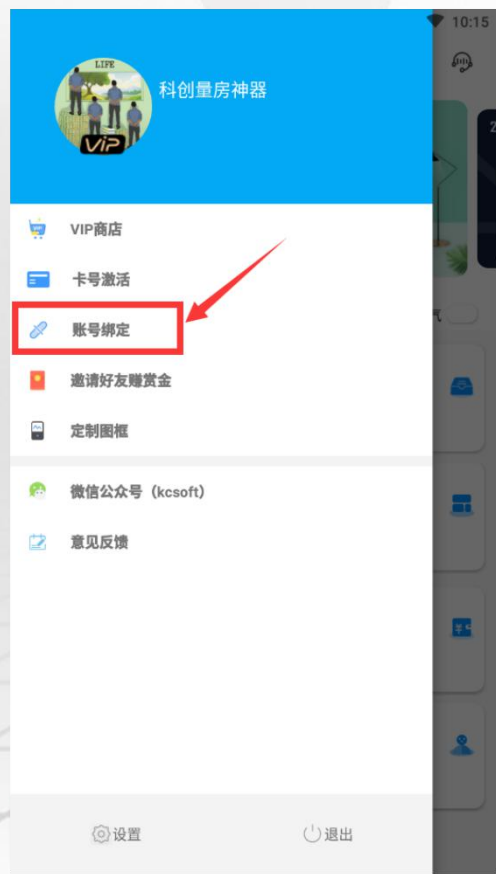 10:15
LIFE
VIP
科创量房神器
2
VIP商店
卡号激活
气
账号绑定
邀请好友赚赏金
定制图框
微信公众号（kcsoft）
意见反馈
设置
退出